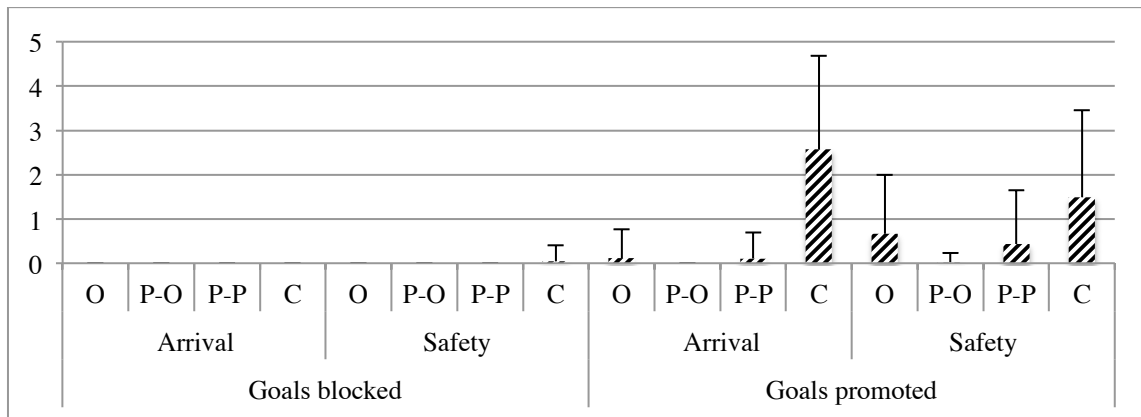 5
4
3
2
1
0
O P-O P-P C O P-O P-P C O P-O P-P C O P-O P-P C
Arrival Safety Arrival Safety
Goals blocked Goals promoted